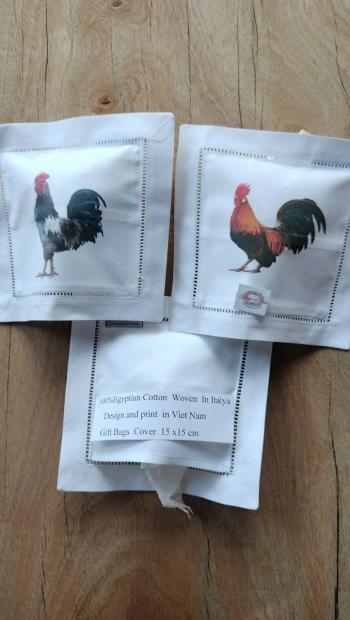 100%Egyptian Cotton Woven In Italya
Design and print in Viet Nam
Gift Bags Cover 15 x15 cm